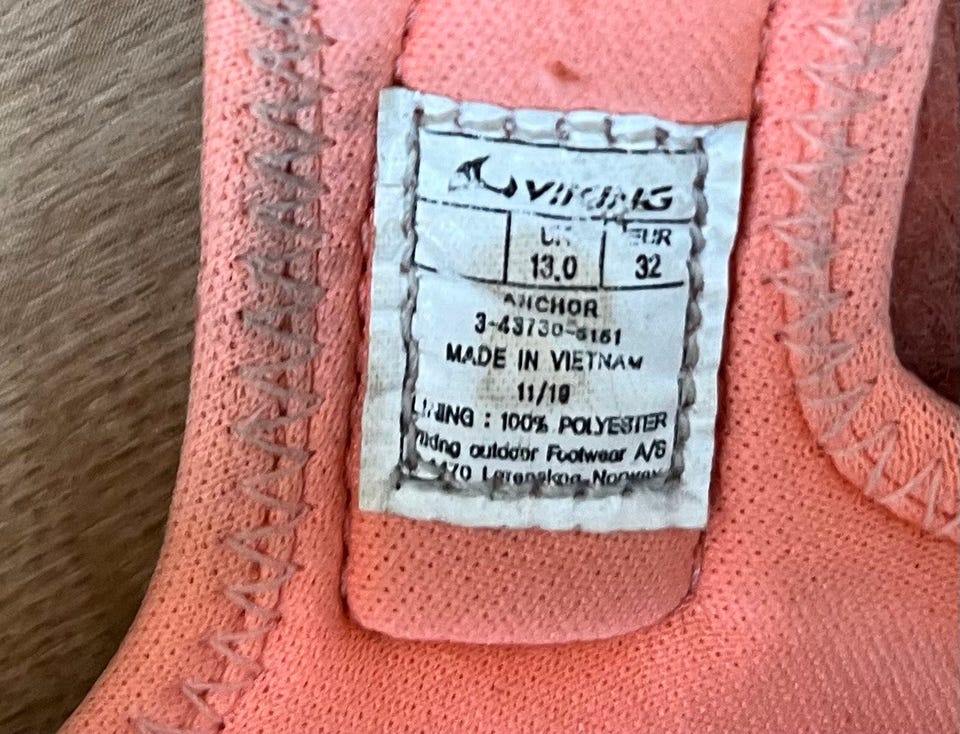 VIKING
UK EUR
13.0 32
ANCHOR
3-43730-5161
MADE IN VIETNAM
11/19
LINING : 100% POLYESTER
Viking outdoor Footwear A/S
Lørenskog-Norway